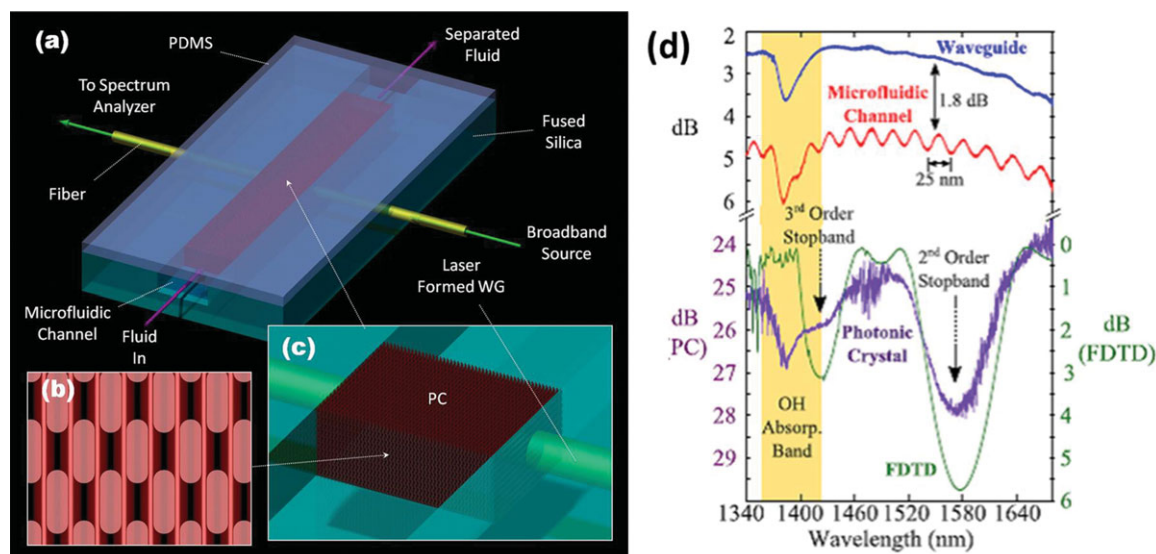 (a)
PDMS
Separated
Fluid
To Spectrum
Analyzer
Fused
Silica
Fiber
Broadband
Source
Laser
Formed WG
Microfluidic
Channel
Fluid
In
(b)
(c)
PC
(d)
2
3
4
5
6
dB
Waveguide
Microfluidic
Channel
1.8 dB
25 nm
3rd Order
Stopband
2nd Order
Stopband
24
25
26
27
28
29
dB
(PC)
Photonic
Crystal
OH
Absorp.
Band
FDTD
0
1
2
3
4
5
6
dB
(FDTD)
1340 1400 1460 1520 1580 1640
Wavelength (nm)